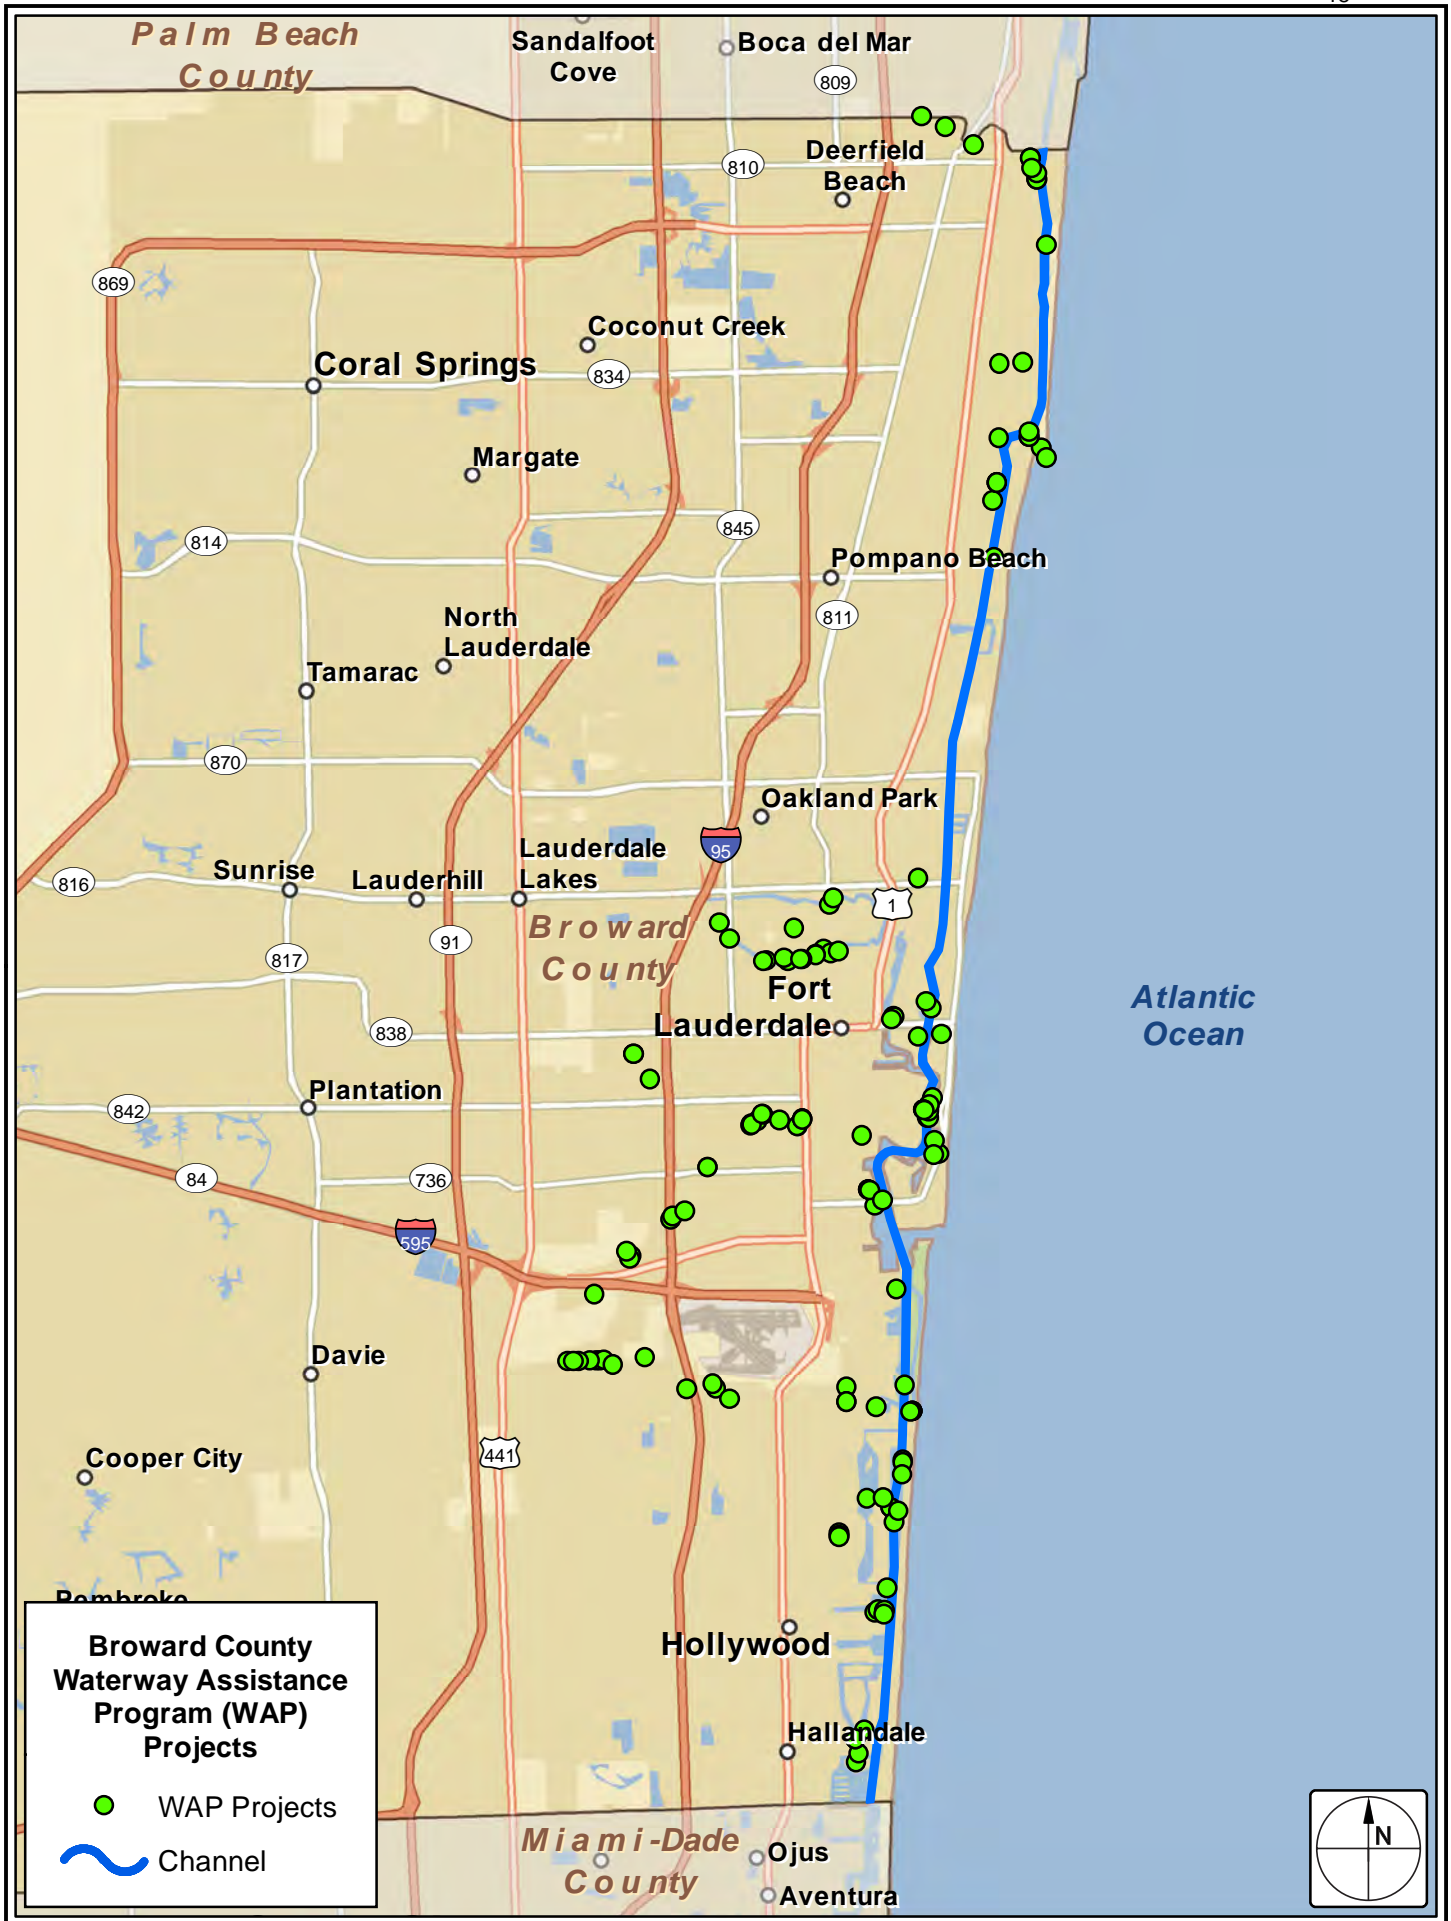 Palm Beach
County
Sandalfoot
Cove
Boca del Mar
809
Deerfield
Beach
810
869
Coconut Creek
Coral Springs
834
Margate
845
814
Pompano Beach
811
North
Lauderdale
Tamarac
870
Oakland Park
95
Lauderdale
Lakes
Sunrise
816
Lauderhill
1
Broward
County
91
817
Fort
Lauderdale
Atlantic
Ocean
838
Plantation
842
84
736
595
Davie
441
Cooper City
Pembroke
Hollywood
Hallandale
Broward County
Waterway Assistance
Program (WAP)
Projects
WAP Projects
Channel
Miami-Dade
County
Ojus
Aventura
N